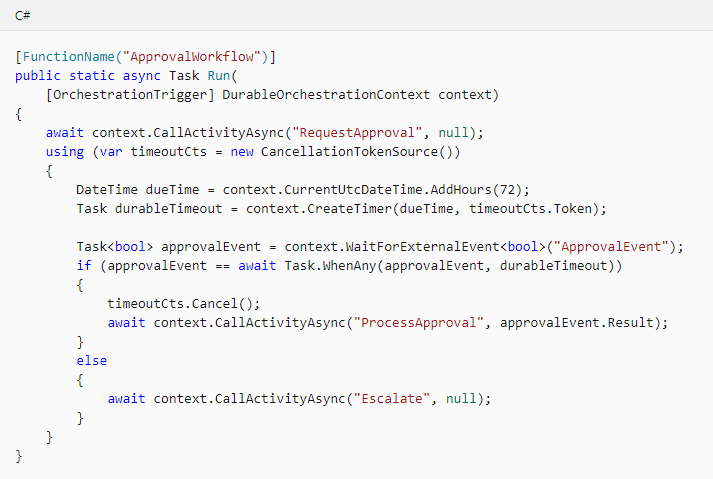 C#
[FunctionName("ApprovalWorkflow")]
public static async Task Run(
    [OrchestrationTrigger] DurableOrchestrationContext context)
{
    await context.CallActivityAsync("RequestApproval", null);
    using (var timeoutCts = new CancellationTokenSource())
    {
        DateTime dueTime = context.CurrentUtcDateTime.AddHours(72);
        Task durableTimeout = context.CreateTimer(dueTime, timeoutCts.Token);

        Task<bool> approvalEvent = context.WaitForExternalEvent<bool>("ApprovalEvent");
        if (approvalEvent == await Task.WhenAny(approvalEvent, durableTimeout))
        {
            timeoutCts.Cancel();
            await context.CallActivityAsync("ProcessApproval", approvalEvent.Result);
        }
        else
        {
            await context.CallActivityAsync("Escalate", null);
        }
    }
}